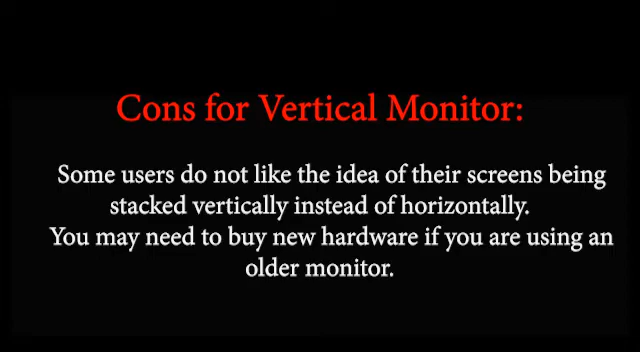 Cons for Vertical Monitor:
Some users do not like the idea of their screens being
stacked vertically instead of horizontally.
You may need to buy new hardware if you are using an
older monitor.